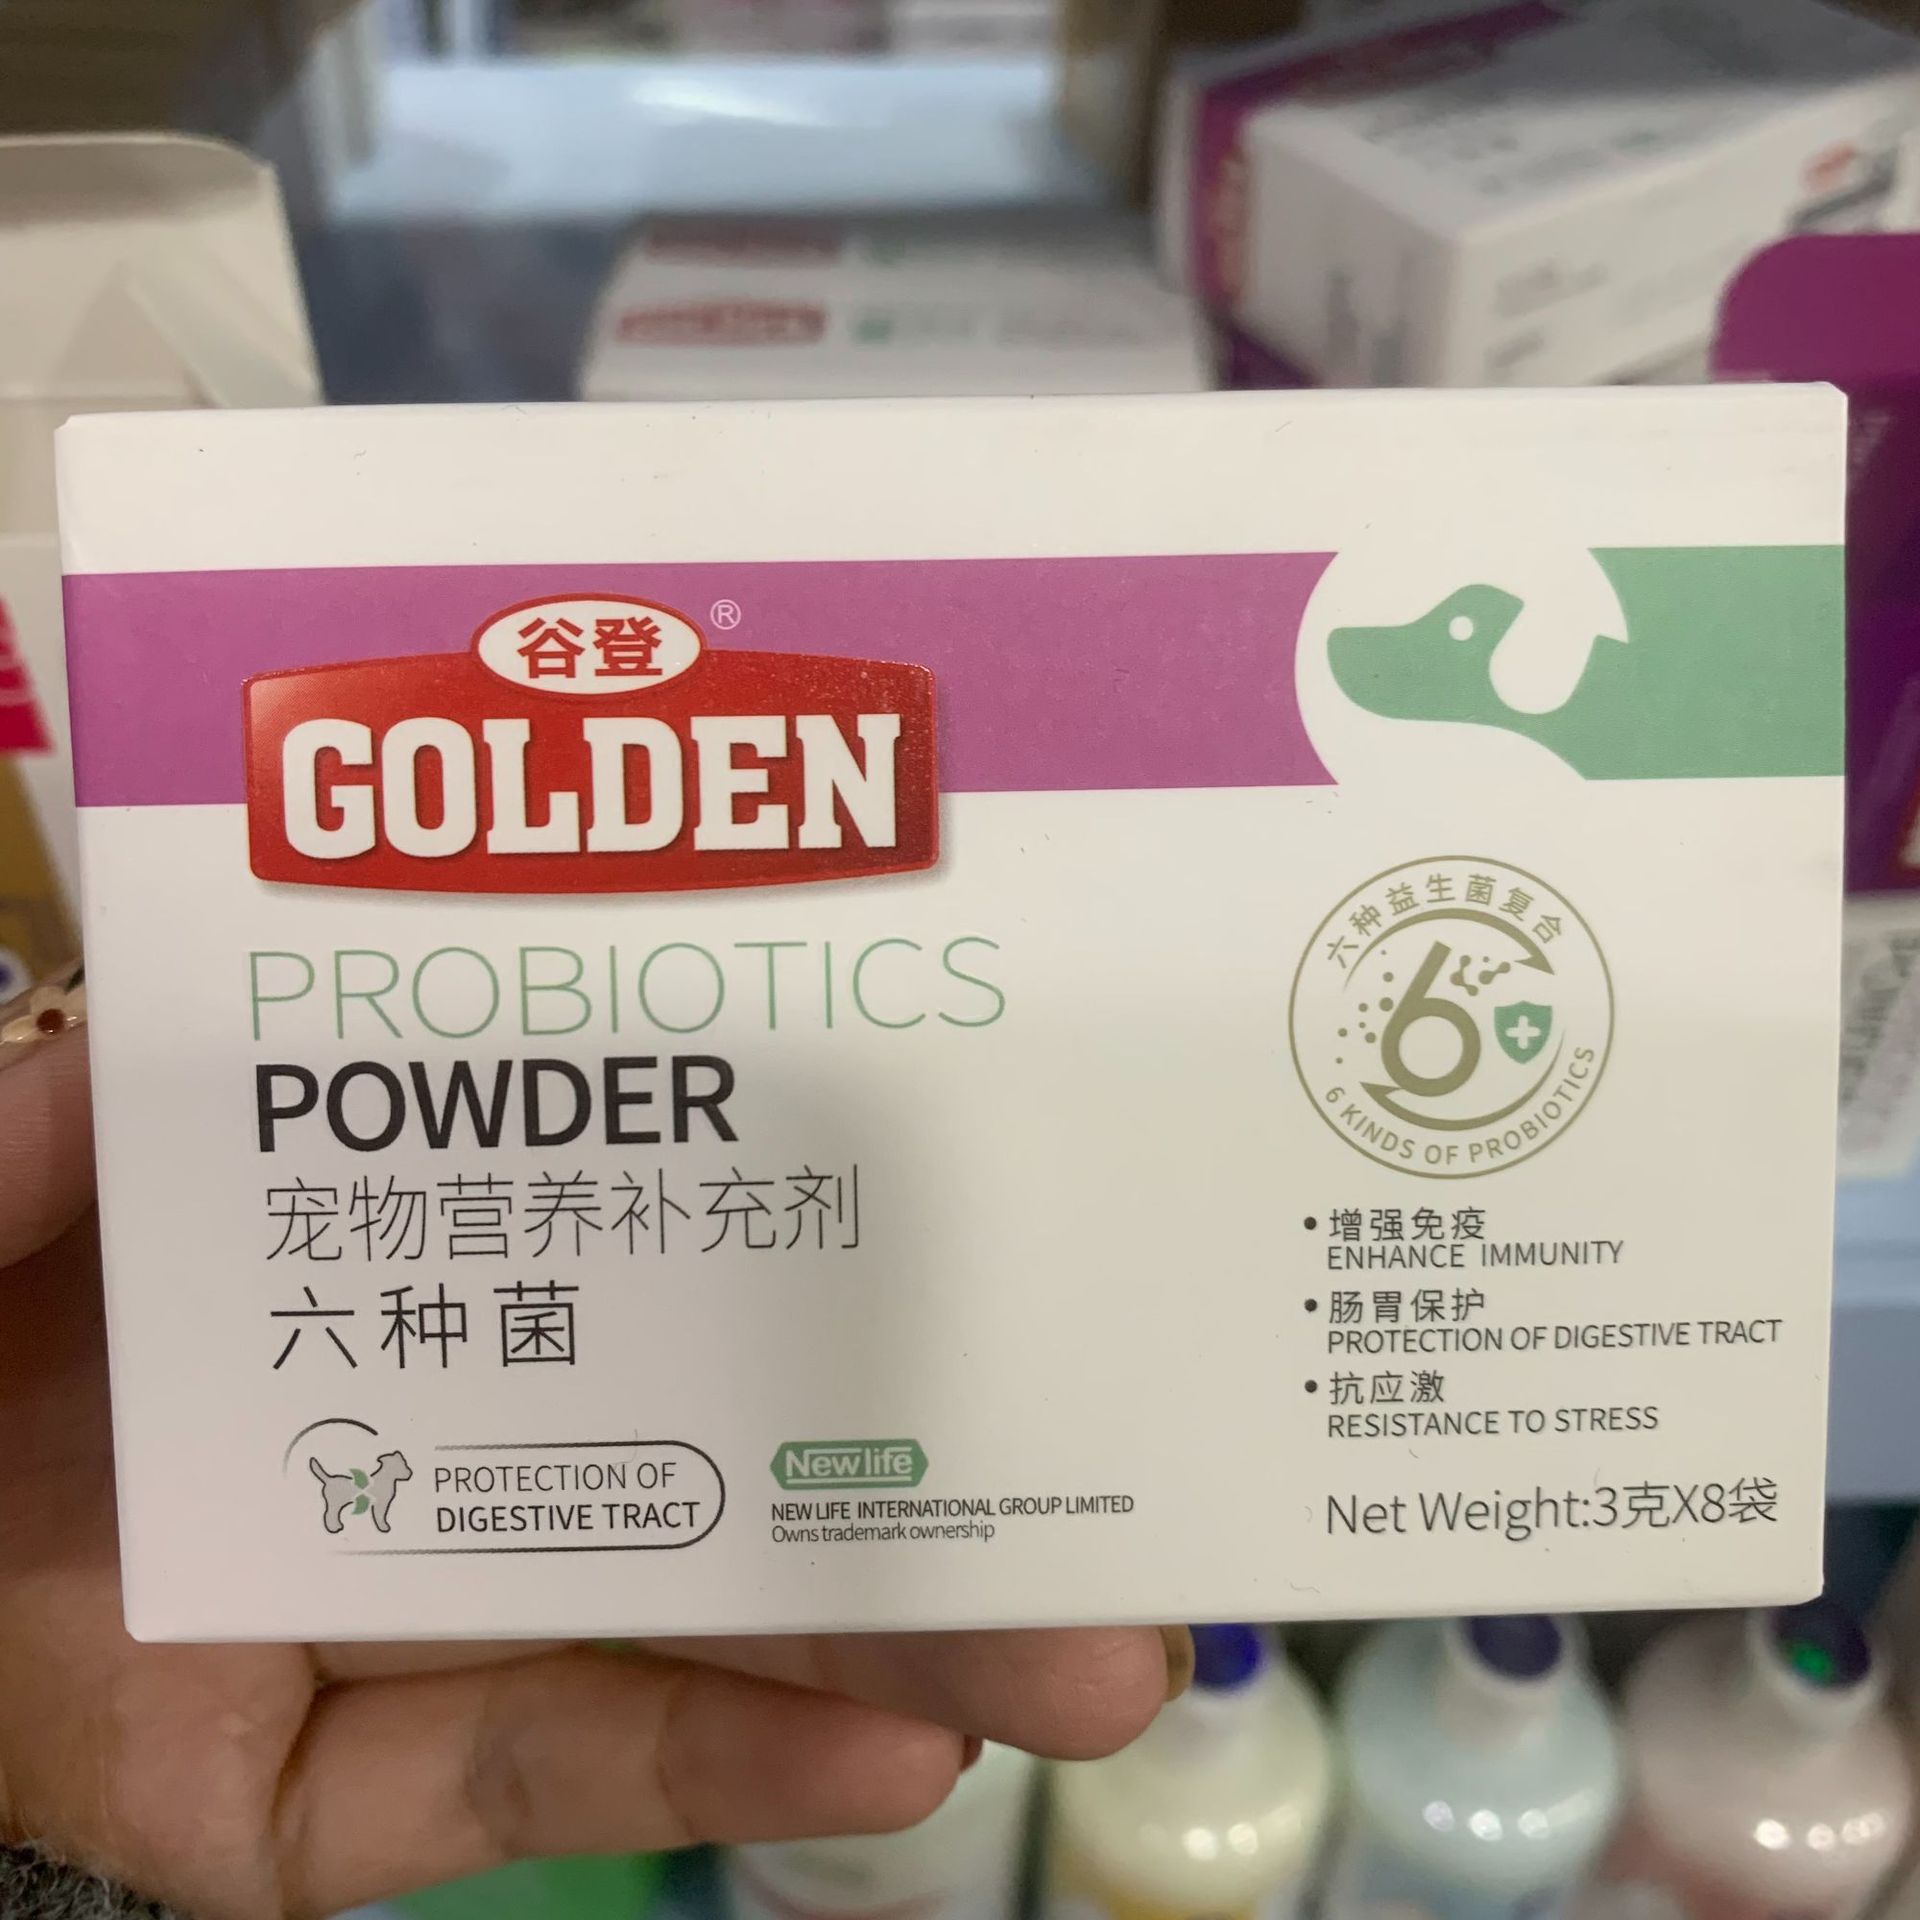 谷登
®
GOLDEN
PROBIOTICS
POWDER
宠物营养补充剂
六种菌
PROTECTION OF
DIGESTIVE TRACT
Newlife
NEW LIFE INTERNATIONAL GROUP LIMITED
Owns trademark ownership
六种益生菌复合
6
6 KINDS OF PROBIOTICS
• 增强免疫
ENHANCE IMMUNITY
• 肠胃保护
PROTECTION OF DIGESTIVE TRACT
• 抗应激
RESISTANCE TO STRESS
Net Weight:3克X8袋